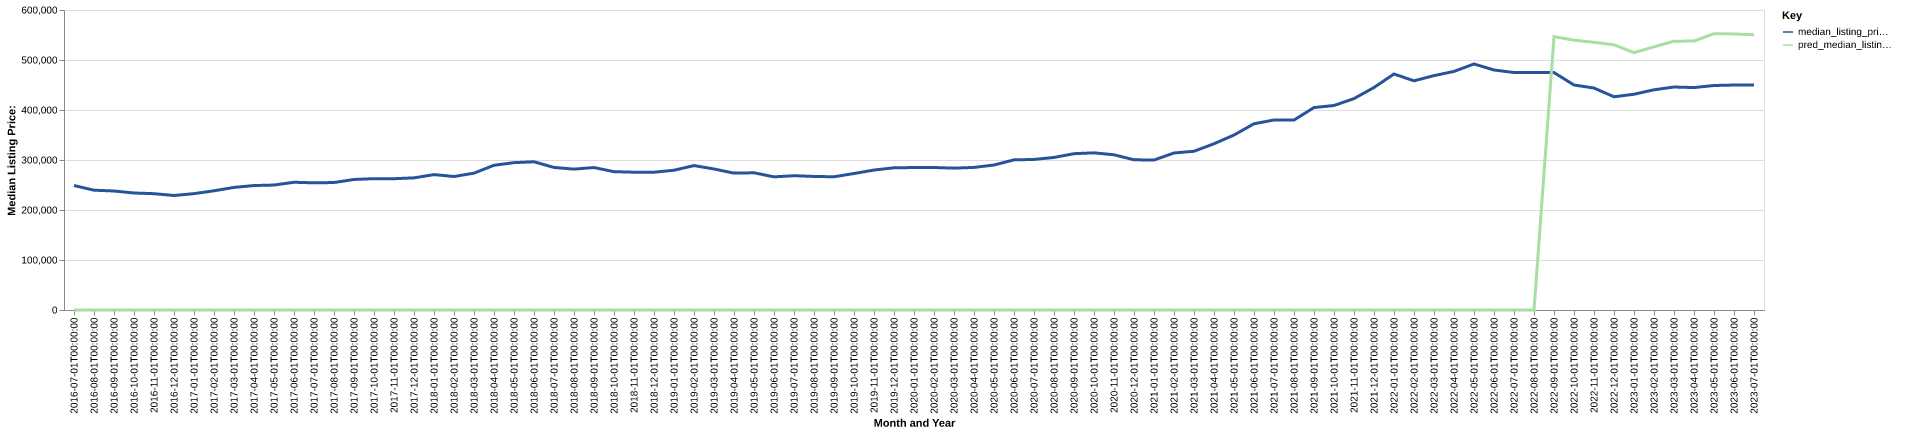 Key
median_listing_pri…
pred_median_listin…
Median Listing Price:
600,000
500,000
400,000
300,000
200,000
100,000
0
2016-07-01T00:00:00
2016-08-01T00:00:00
2016-09-01T00:00:00
2016-10-01T00:00:00
2016-11-01T00:00:00
2016-12-01T00:00:00
2017-01-01T00:00:00
2017-02-01T00:00:00
2017-03-01T00:00:00
2017-04-01T00:00:00
2017-05-01T00:00:00
2017-06-01T00:00:00
2017-07-01T00:00:00
2017-08-01T00:00:00
2017-09-01T00:00:00
2017-10-01T00:00:00
2017-11-01T00:00:00
2017-12-01T00:00:00
2018-01-01T00:00:00
2018-02-01T00:00:00
2018-03-01T00:00:00
2018-04-01T00:00:00
2018-05-01T00:00:00
2018-06-01T00:00:00
2018-07-01T00:00:00
2018-08-01T00:00:00
2018-09-01T00:00:00
2018-10-01T00:00:00
2018-11-01T00:00:00
2018-12-01T00:00:00
2019-01-01T00:00:00
2019-02-01T00:00:00
2019-03-01T00:00:00
2019-04-01T00:00:00
2019-05-01T00:00:00
2019-06-01T00:00:00
2019-07-01T00:00:00
2019-08-01T00:00:00
2019-09-01T00:00:00
2019-10-01T00:00:00
2019-11-01T00:00:00
2019-12-01T00:00:00
2020-01-01T00:00:00
2020-02-01T00:00:00
2020-03-01T00:00:00
2020-04-01T00:00:00
2020-05-01T00:00:00
2020-06-01T00:00:00
2020-07-01T00:00:00
2020-08-01T00:00:00
2020-09-01T00:00:00
2020-10-01T00:00:00
2020-11-01T00:00:00
2020-12-01T00:00:00
2021-01-01T00:00:00
2021-02-01T00:00:00
2021-03-01T00:00:00
2021-04-01T00:00:00
2021-05-01T00:00:00
2021-06-01T00:00:00
2021-07-01T00:00:00
2021-08-01T00:00:00
2021-09-01T00:00:00
2021-10-01T00:00:00
2021-11-01T00:00:00
2021-12-01T00:00:00
2022-01-01T00:00:00
2022-02-01T00:00:00
2022-03-01T00:00:00
2022-04-01T00:00:00
2022-05-01T00:00:00
2022-06-01T00:00:00
2022-07-01T00:00:00
2022-08-01T00:00:00
2022-09-01T00:00:00
2022-10-01T00:00:00
2022-11-01T00:00:00
2022-12-01T00:00:00
2023-01-01T00:00:00
2023-02-01T00:00:00
2023-03-01T00:00:00
2023-04-01T00:00:00
2023-05-01T00:00:00
2023-06-01T00:00:00
2023-07-01T00:00:00
Month and Year